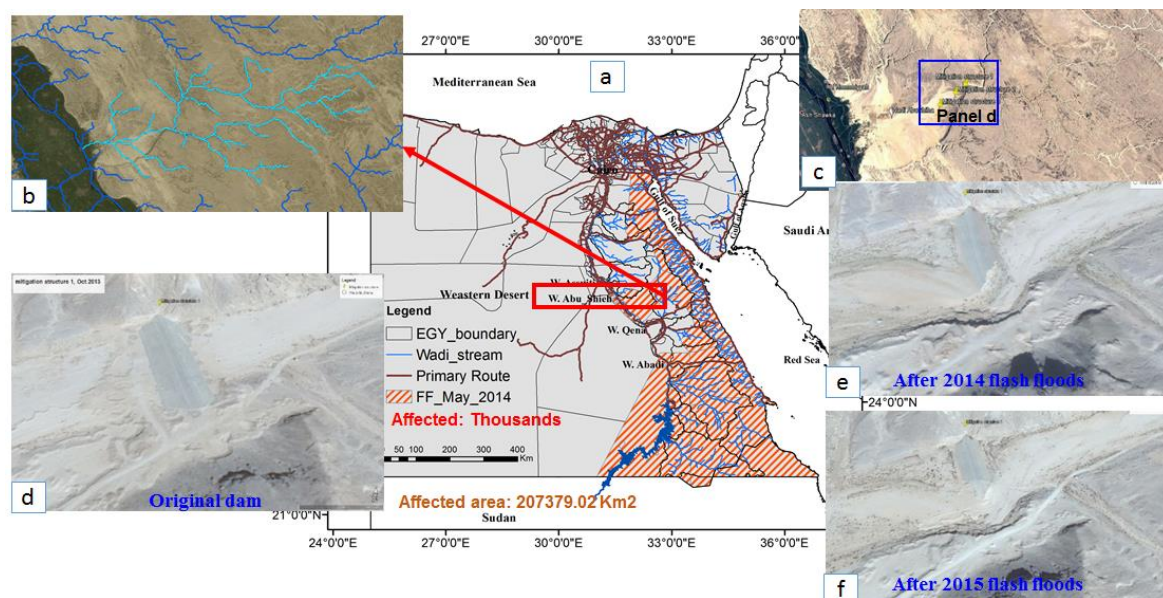 27°0'0"E
30°0'0"E
33°0'0"E
36°0'0"E
a
Mediterranean Sea
b
Cairo
Gulf of Suez
Saudi Ar
Weastern Desert
W. Abu_Shieh
W. Qena
W. Abadi
Red Sea
Legend
EGY_boundary
Wadi_stream
Primary Route
FF_May_2014
Affected: Thousands
50 100 200 300 400
Km
Affected area: 207379.02 Km2
Sudan
21°0'0"N
24°0'0"N
24°0'0"E
27°0'0"E
30°0'0"E
33°0'0"E
36°0'0"E
c
Mitigation structure 1
Panel d
mitigation structure 1, Oct 2013
Legend
d
Original dam
e
After 2014 flash floods
f
After 2015 flash floods